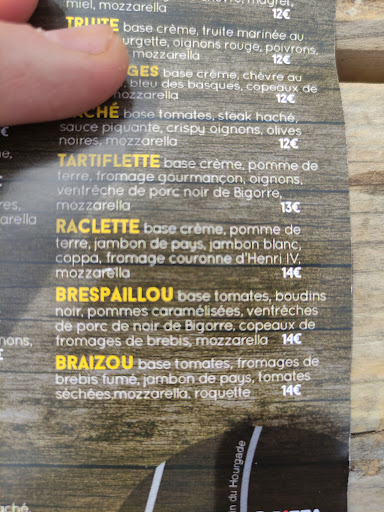 miel, mozzarella 12€
TRUITE base crème, truite marinée au
urgette, oignons rouge, poivrons,
mozzarella 12€
GES base crème, chèvre au
bleu des basques, copeaux de
mozzarella 12€
HACHÉ base tomates, steak haché,
sauce piquante, crispy oignons, olives
noires, mozzarella 12€
TARTIFLETTE base crème, pomme de
terre, fromage gourmançon, oignons,
ventrêche de porc noir de Bigorre,
mozzarella 13€
RACLETTE base crème, pomme de
terre, jambon de pays, jambon blanc,
coppa, fromage couronne d'Henri IV,
mozzarella 14€
BRESPAILLOU base tomates, boudins
noir, pommes caramélisées, ventrêches
de porc de noir de Bigorre, copeaux de
fromages de brebis, mozzarella 14€
BRAIZOU base tomates, fromages de
brebis fumé, jambon de pays, tomates
séchées,mozzarella, roquette 14€
du Hourgade